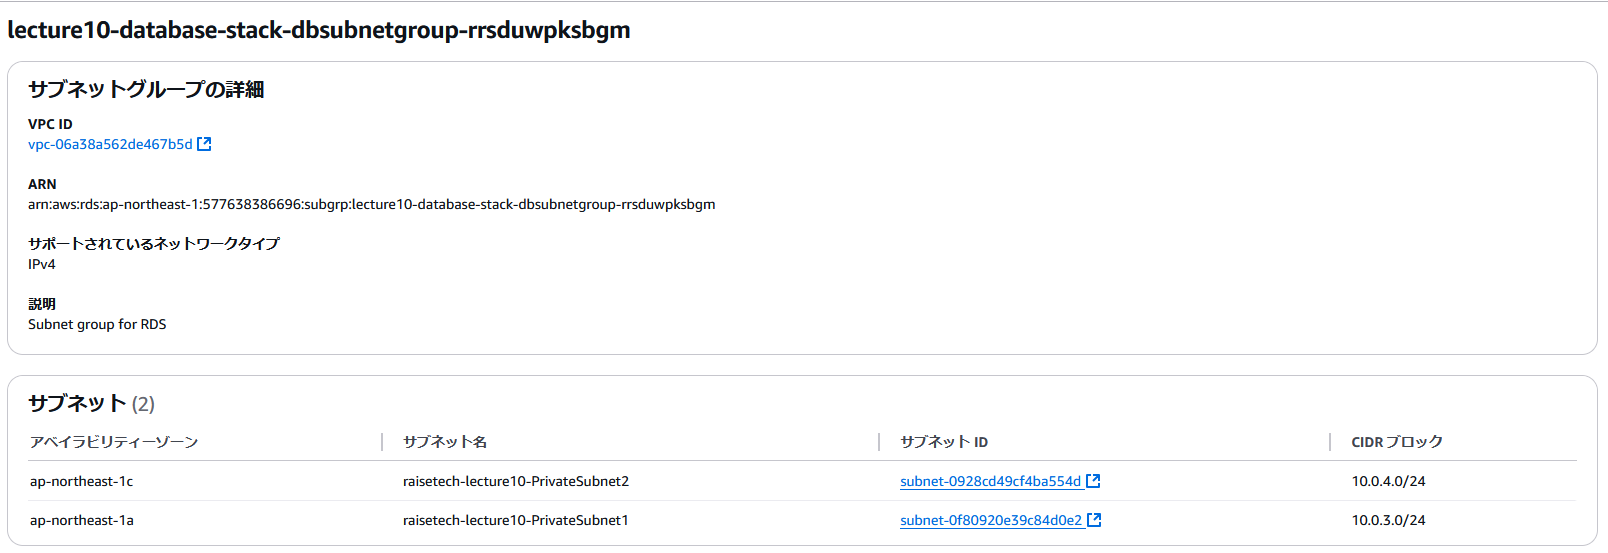 lecture10-database-stack-dbsubnetgroup-rrsduwpksbgm
サブネットグループの詳細
VPC ID
vpc-06a38a562de467b5d
ARN
arn:aws:rds:ap-northeast-1:577638386696:subgrp:lecture10-database-stack-dbsubnetgroup-rrsduwpksbgm
サポートされているネットワークタイプ
IPv4
説明
Subnet group for RDS
サブネット (2)
アベイラビリティーゾーン サブネット名 サブネット ID CIDR ブロック
ap-northeast-1c raisetech-lecture10-PrivateSubnet2 subnet-0928cd49cf4ba554d 10.0.4.0/24
ap-northeast-1a raisetech-lecture10-PrivateSubnet1 subnet-0f80920e39c84d0e2 10.0.3.0/24